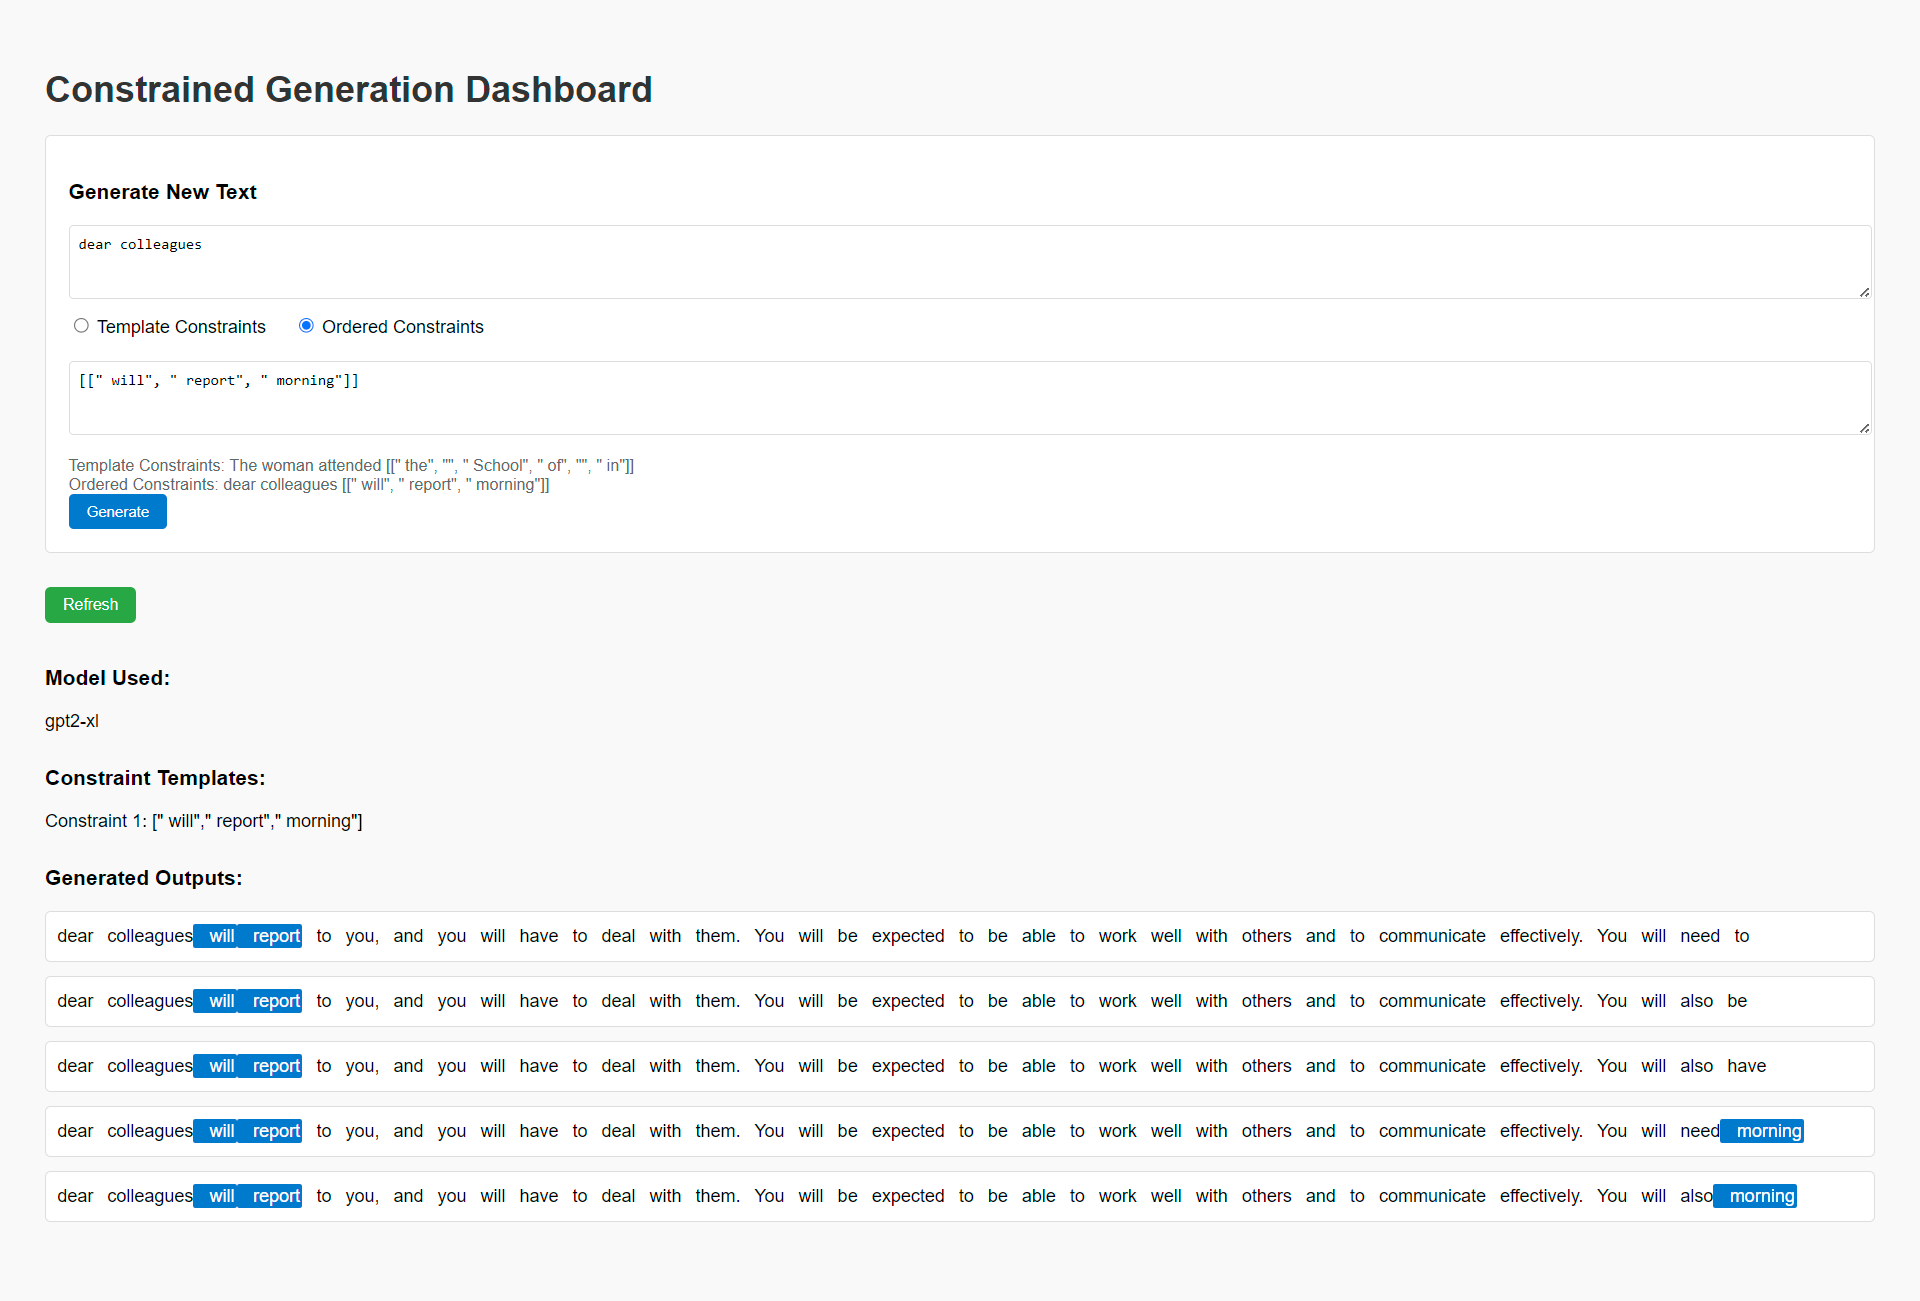 Constrained Generation Dashboard
Generate New Text
dear colleagues
Template Constraints
Ordered Constraints
[[" will", " report", " morning"]]
Template Constraints: The woman attended [[" the", "", " School", " of", "", " in"]]
Ordered Constraints: dear colleagues [[" will", " report", " morning"]]
Generate
Refresh
Model Used:
gpt2-xl
Constraint Templates:
Constraint 1: [" will"," report"," morning"]
Generated Outputs:
dear colleagues will report to you, and you will have to deal with them. You will be expected to be able to work well with others and to communicate effectively. You will need to
dear colleagues will report to you, and you will have to deal with them. You will be expected to be able to work well with others and to communicate effectively. You will also be
dear colleagues will report to you, and you will have to deal with them. You will be expected to be able to work well with others and to communicate effectively. You will also have
dear colleagues will report to you, and you will have to deal with them. You will be expected to be able to work well with others and to communicate effectively. You will need morning
dear colleagues will report to you, and you will have to deal with them. You will be expected to be able to work well with others and to communicate effectively. You will also morning